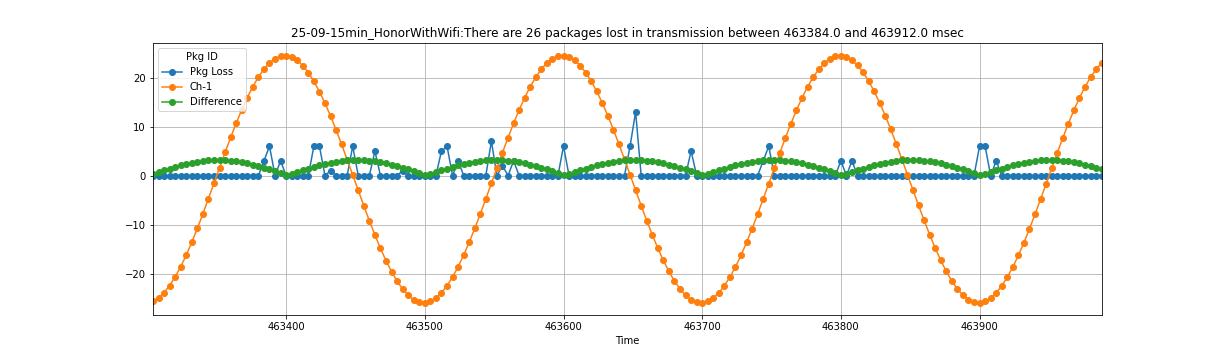 25-09-15min_HonorWithWifi:There are 26 packages lost in transmission between 463384.0 and 463912.0 msec
Pkg ID
Pkg Loss
Ch-1
Difference
20
10
0
−10
−20
463400 463500 463600 463700 463800 463900
Time